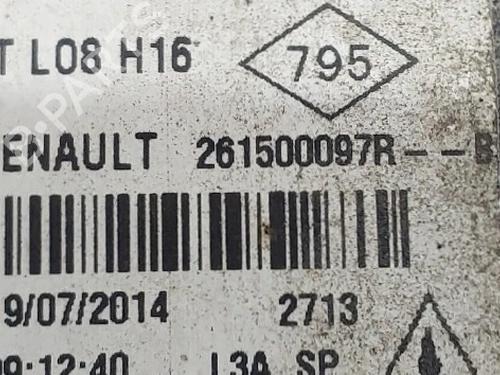 T L08 H16 795
ENAULT 261500097R--B
9/07/2014 2713
09:12:40 L3A SP